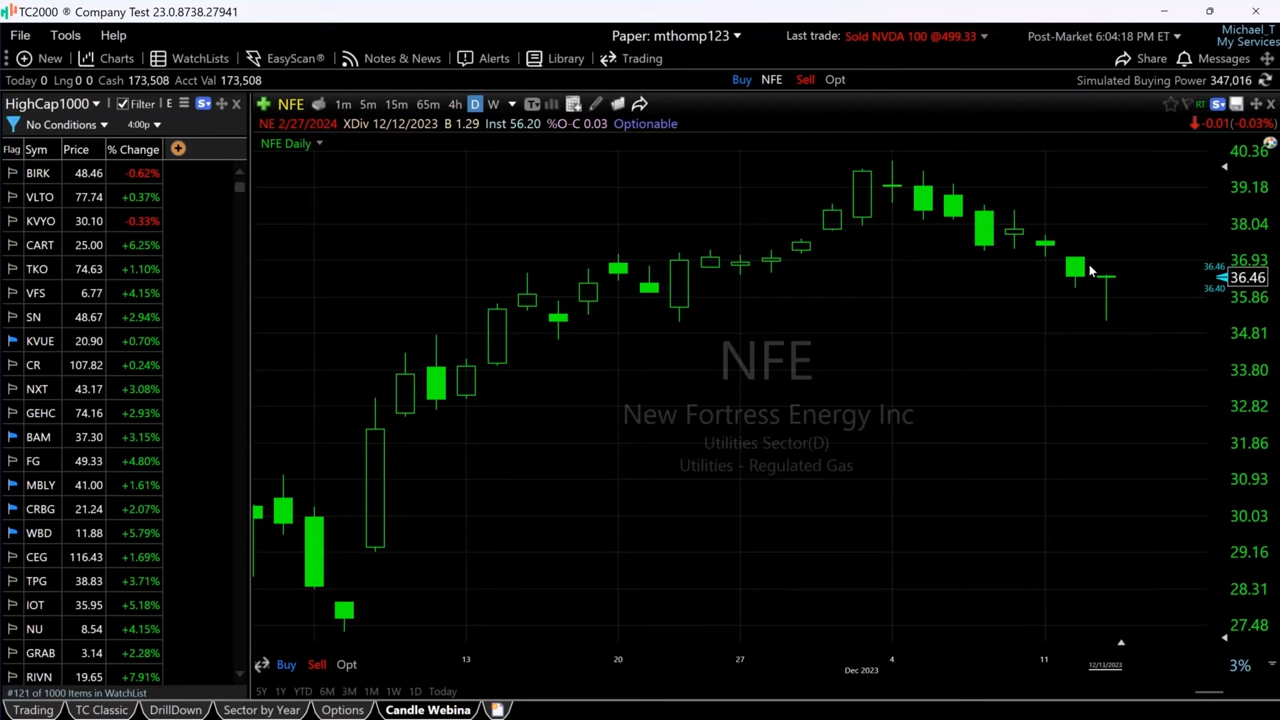 TC2000 ® Company Test 23.0.8738.27941
File Tools Help
Paper: mthomp123
Last trade: Sold NVDA 100 @499.33
Post-Market 6:04:18 PM ET
Michael_T
My Services
New Charts WatchLists EasyScan® Notes & News Alerts Library Trading
Share Messages
Today 0 Lng 0 0 Cash 173,508 Acct Val 173,508
Buy NFE Sell Opt
Simulated Buying Power 347,016
HighCap1000 Filter E S
NFE 1m 5m 15m 65m 4h D W
RT S
No Conditions 4:00p
NE 2/27/2024 XDiv 12/12/2023 B 1.29 Inst 56.20 %O-C 0.03 Optionable
-0.01(-0.03%)
Flag Sym Price % Change
NFE Daily
BIRK 48.46 -0.62%
VLTO 77.74 +0.37%
KVYO 30.10 -0.33%
CART 25.00 +6.25%
TKO 74.63 +1.10%
VFS 6.77 +4.15%
SN 48.67 +2.94%
KVUE 20.90 +0.70%
CR 107.82 +0.24%
NXT 43.17 +3.08%
GEHC 74.16 +2.93%
BAM 37.30 +3.15%
FG 49.33 +4.80%
MBLY 41.00 +1.61%
CRBG 21.24 +2.07%
WBD 11.88 +5.79%
CEG 116.43 +1.69%
TPG 38.83 +3.71%
IOT 35.95 +5.18%
NU 8.54 +4.15%
GRAB 3.14 +2.28%
RIVN 19.65 +7.91%
#121 of 1000 Items in WatchList
NFE
New Fortress Energy Inc
Utilities Sector(D)
Utilities - Regulated Gas
40.36
39.18
38.04
36.93
36.46
36.46
36.40
35.86
34.81
33.80
32.82
31.86
30.93
30.03
29.16
28.31
27.48
3%
13 20 27 4 11 12/13/2023
Dec 2023
Buy Sell Opt
5Y 1Y YTD 6M 3M 1M 1W 1D Today
Trading TC Classic DrillDown Sector by Year Options Candle Webina